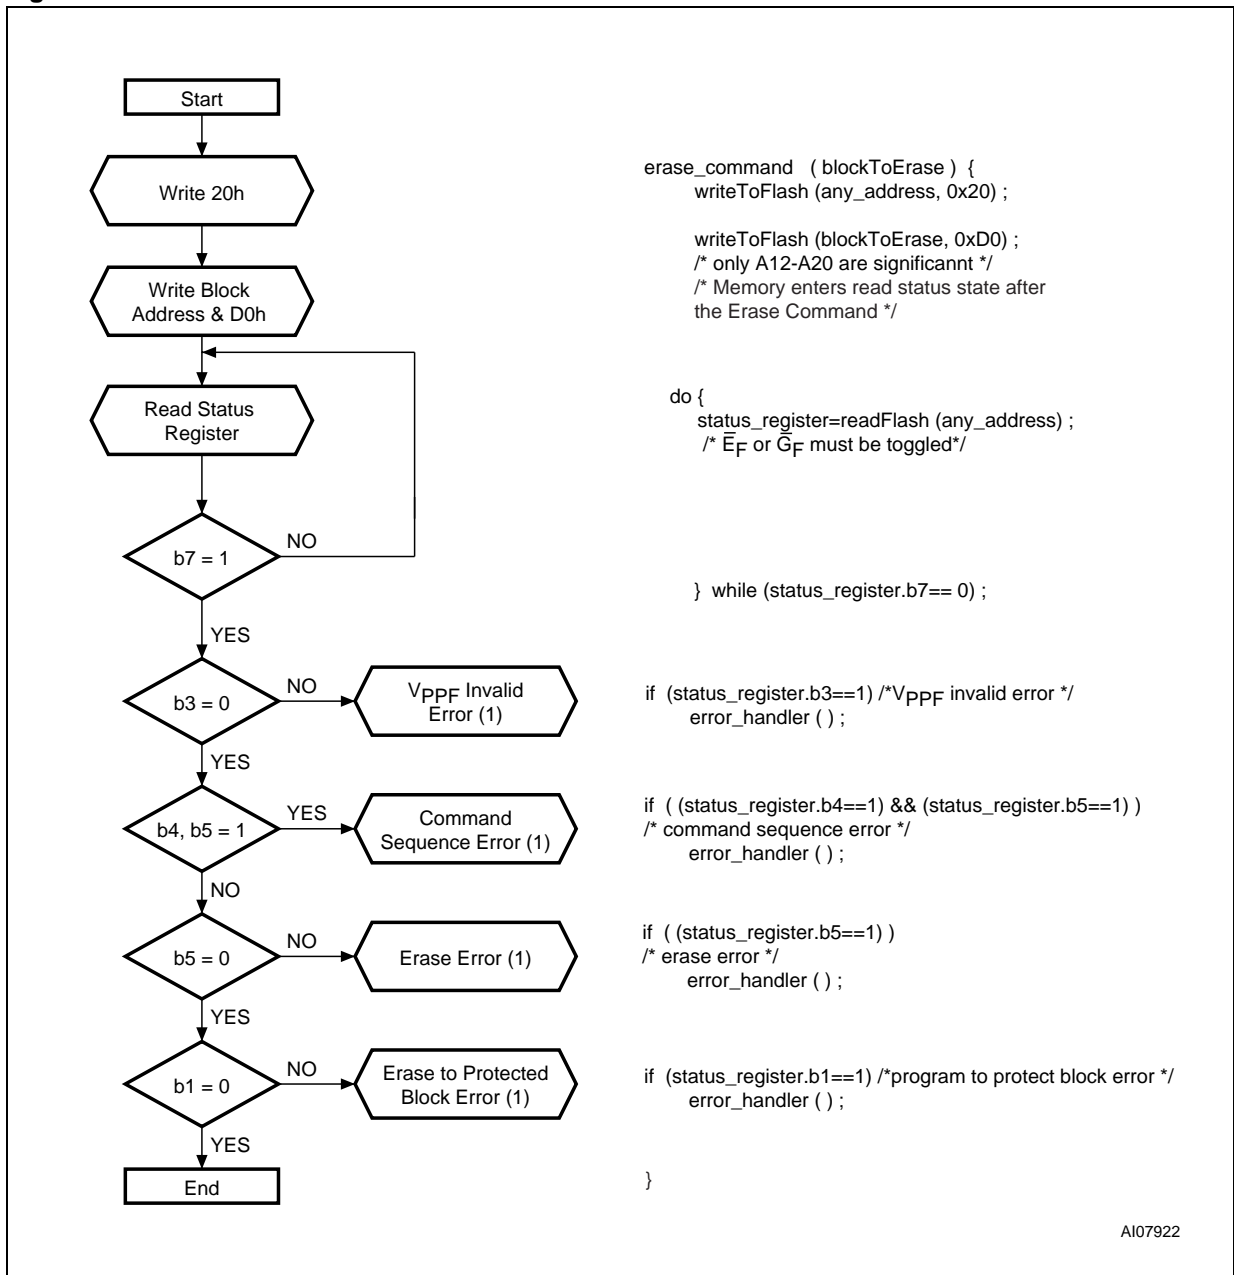 Start
Write 20h
Write Block
Address & D0h
Read Status
Register
b7 = 1
NO
YES
b3 = 0
NO
VPPF Invalid
Error (1)
YES
b4, b5 = 1
YES
Command
Sequence Error (1)
NO
b5 = 0
NO
Erase Error (1)
YES
b1 = 0
NO
Erase to Protected
Block Error (1)
YES
End
erase_command ( blockToErase ) {
writeToFlash (any_address, 0x20) ;
writeToFlash (blockToErase, 0xD0) ;
/* only A12-A20 are significannt */
/* Memory enters read status state after
the Erase Command */
do {
status_register=readFlash (any_address) ;
/* E̅F or G̅F must be toggled*/
} while (status_register.b7== 0) ;
if (status_register.b3==1) /*VPPF invalid error */
error_handler ( ) ;
if ( (status_register.b4==1) && (status_register.b5==1) )
/* command sequence error */
error_handler ( ) ;
if ( (status_register.b5==1) )
/* erase error */
error_handler ( ) ;
if (status_register.b1==1) /*program to protect block error */
error_handler ( ) ;
}
AI07922